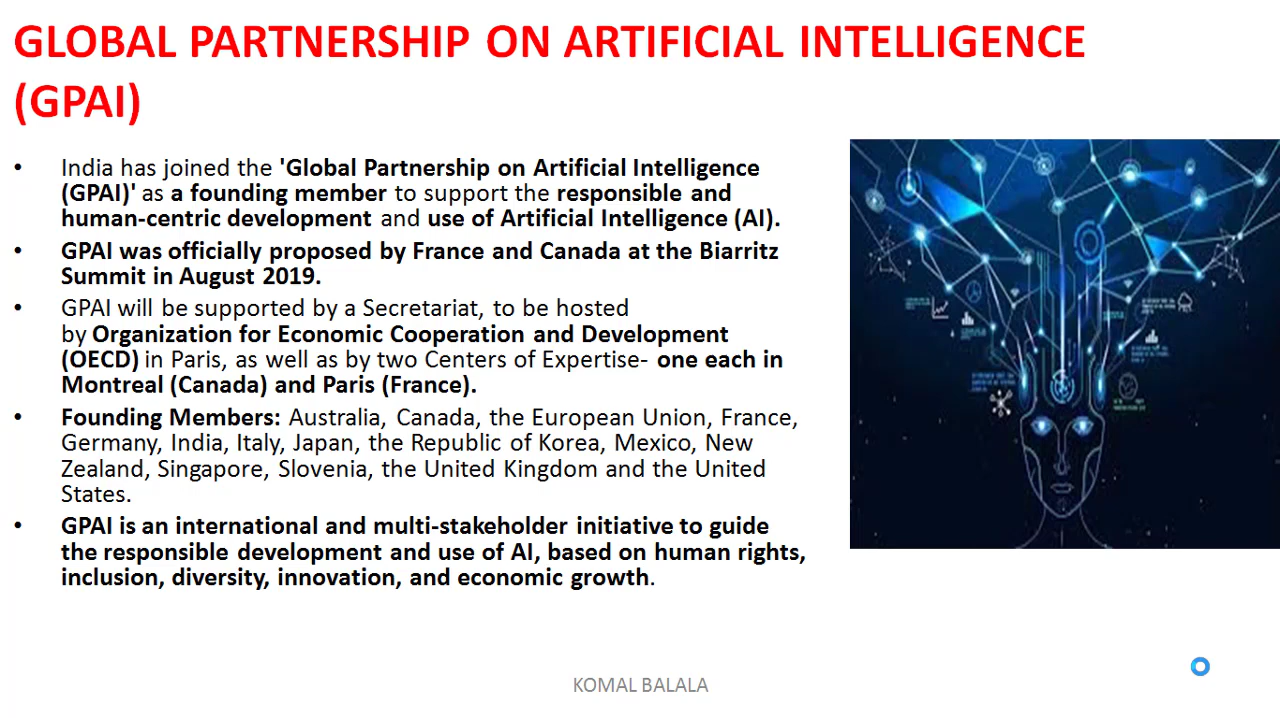 GLOBAL PARTNERSHIP ON ARTIFICIAL INTELLIGENCE
(GPAI)
• India has joined the 'Global Partnership on Artificial Intelligence
(GPAI)' as a founding member to support the responsible and
human-centric development and use of Artificial Intelligence (AI).
• GPAI was officially proposed by France and Canada at the Biarritz
Summit in August 2019.
• GPAI will be supported by a Secretariat, to be hosted
by Organization for Economic Cooperation and Development
(OECD) in Paris, as well as by two Centers of Expertise- one each in
Montreal (Canada) and Paris (France).
• Founding Members: Australia, Canada, the European Union, France,
Germany, India, Italy, Japan, the Republic of Korea, Mexico, New
Zealand, Singapore, Slovenia, the United Kingdom and the United
States.
• GPAI is an international and multi-stakeholder initiative to guide
the responsible development and use of AI, based on human rights,
inclusion, diversity, innovation, and economic growth.
KOMAL BALALA